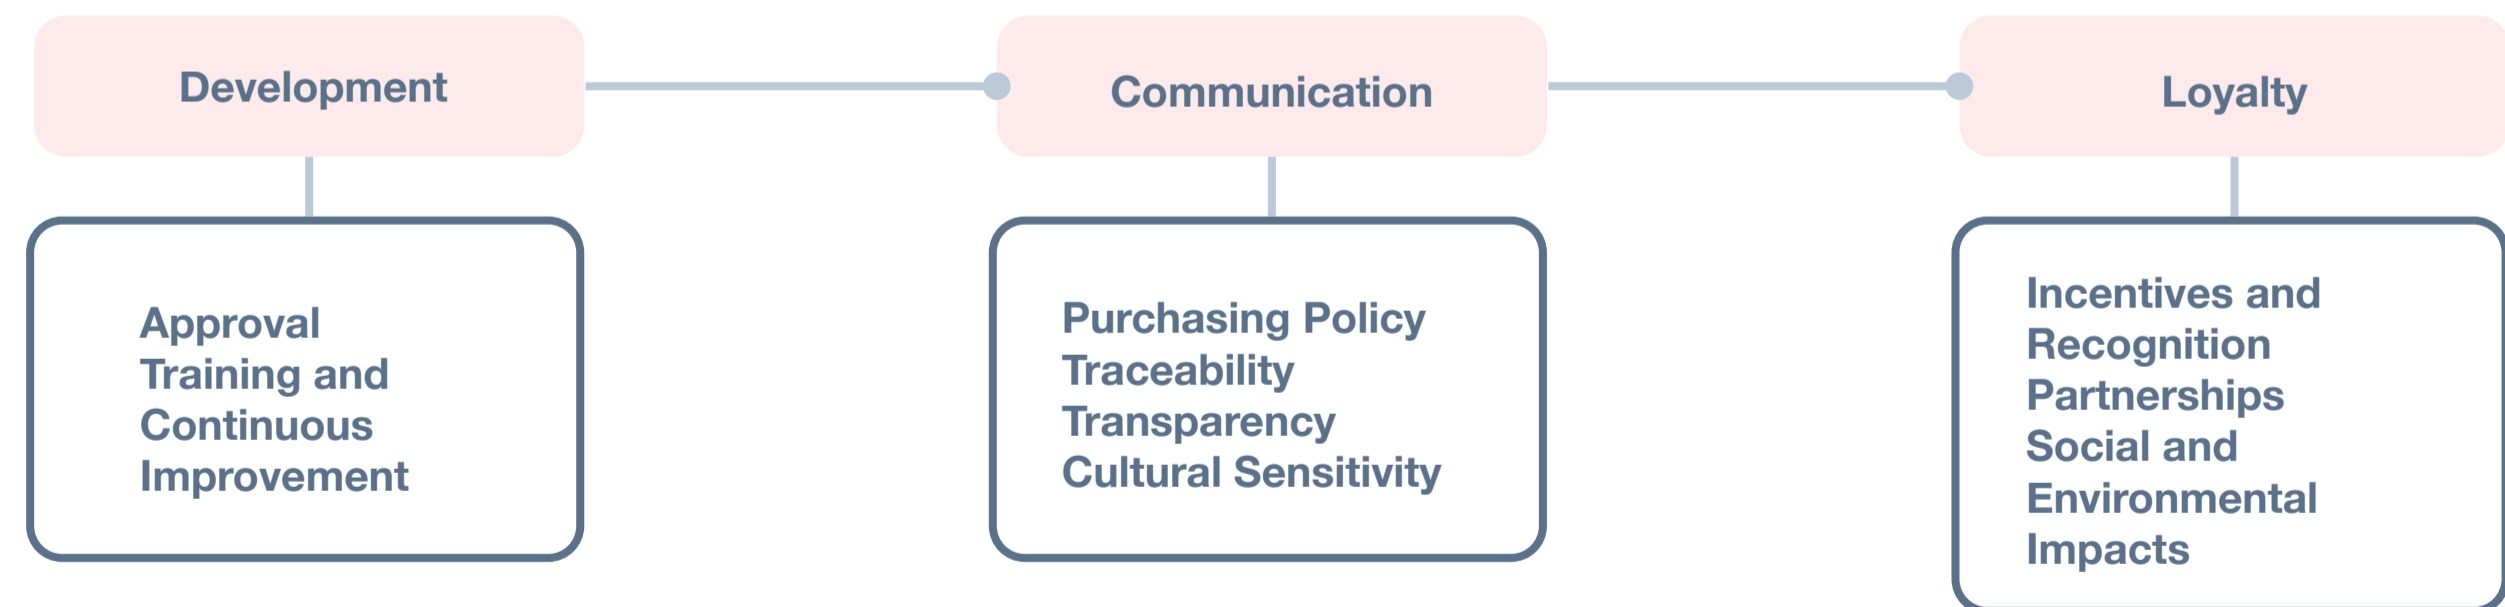 Development
Communication
Loyalty
Approval
Training and
Continuous
Improvement
Purchasing Policy
Traceability
Transparency
Cultural Sensitivity
Incentives and
Recognition
Partnerships
Social and
Environmental
Impacts